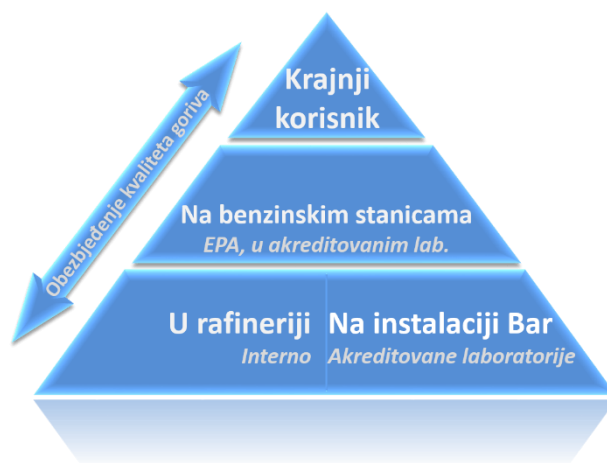 Krajnji
korisnik
Obezbjeđenje kvaliteta goriva
Na benzinskim stanicama
EPA, u akreditovanim lab.
U rafineriji
Interno
Na instalaciji Bar
Akreditovane laboratorije